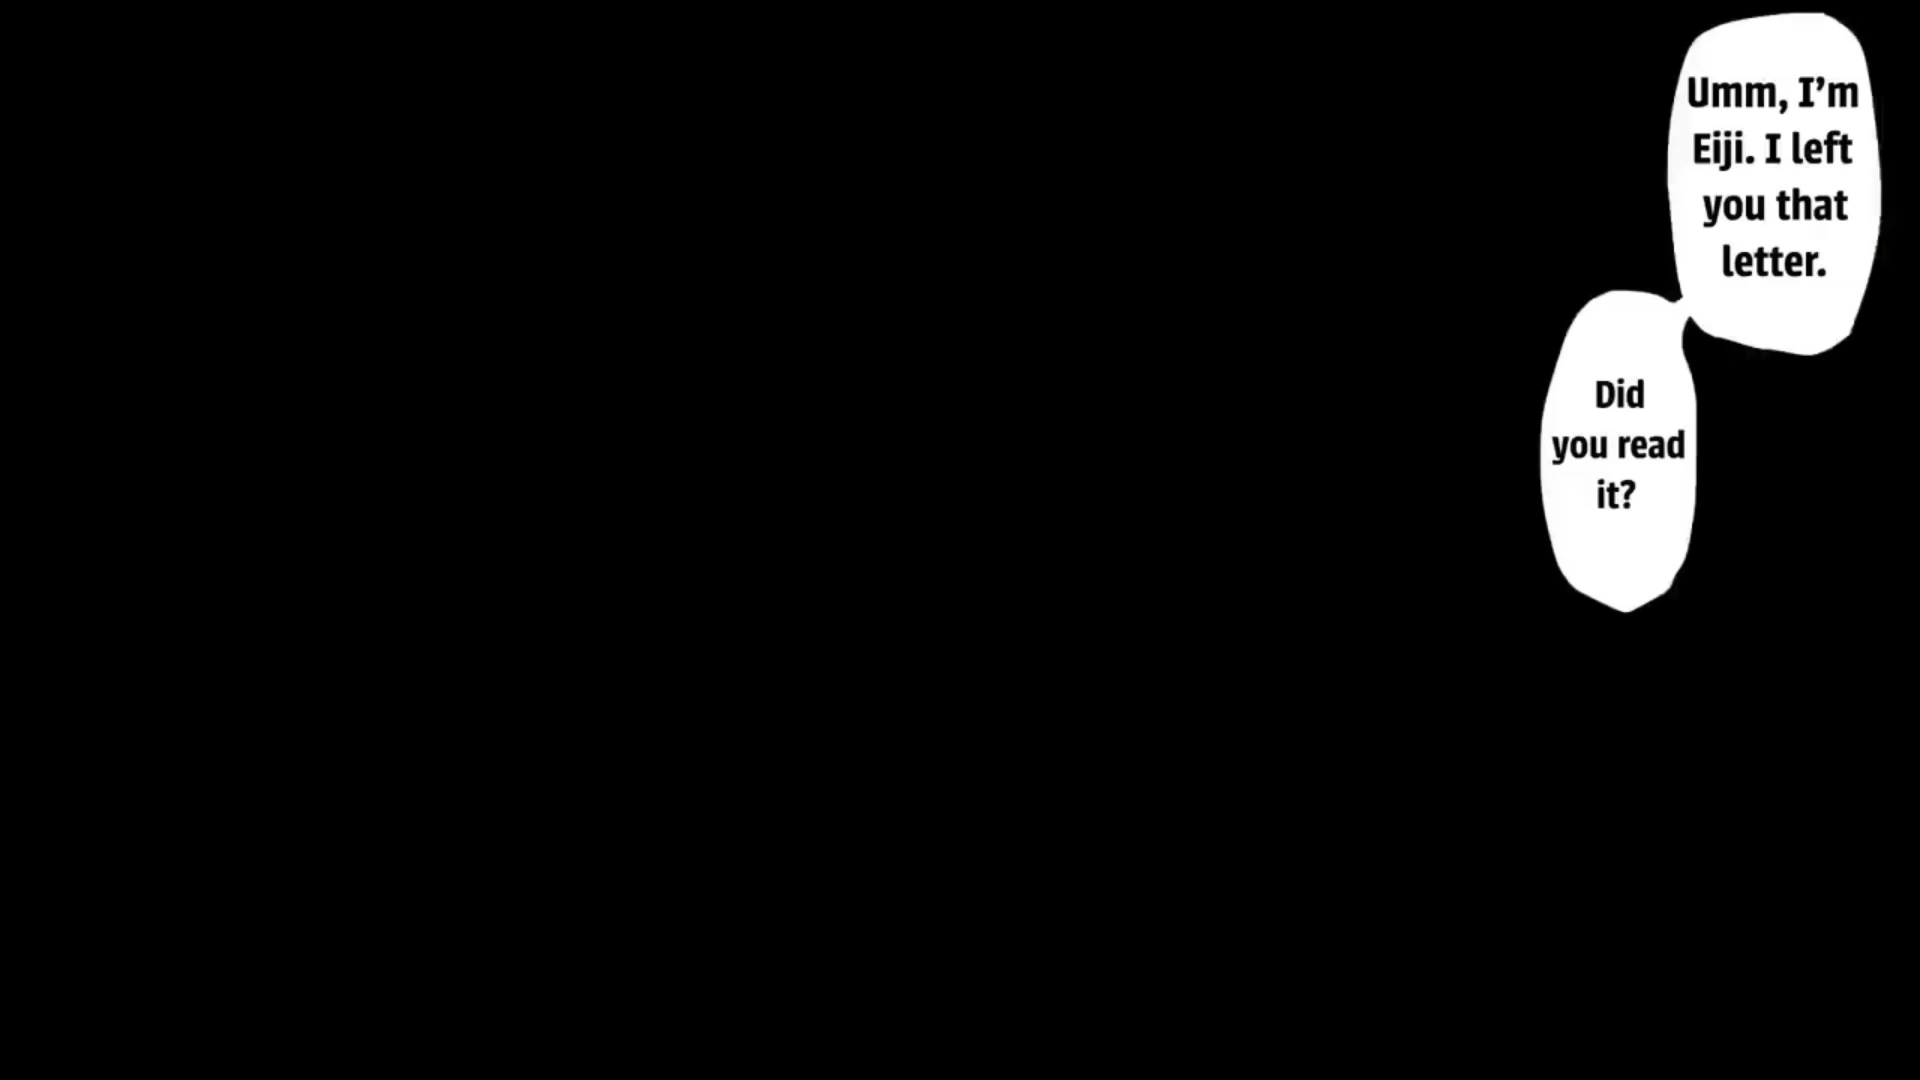 Umm, I'm
Eiji. I left
you that
letter.
Did
you read
it?